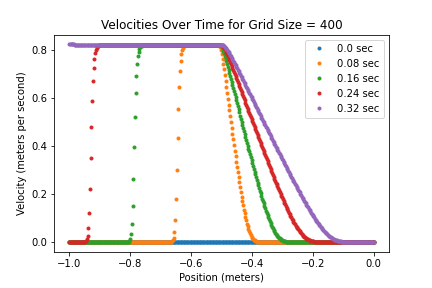 Velocities Over Time for Grid Size = 400
Velocity (meters per second)
0.8
0.6
0.4
0.2
0.0
0.0 sec
0.08 sec
0.16 sec
0.24 sec
0.32 sec
−1.0 −0.8 −0.6 −0.4 −0.2 0.0
Position (meters)